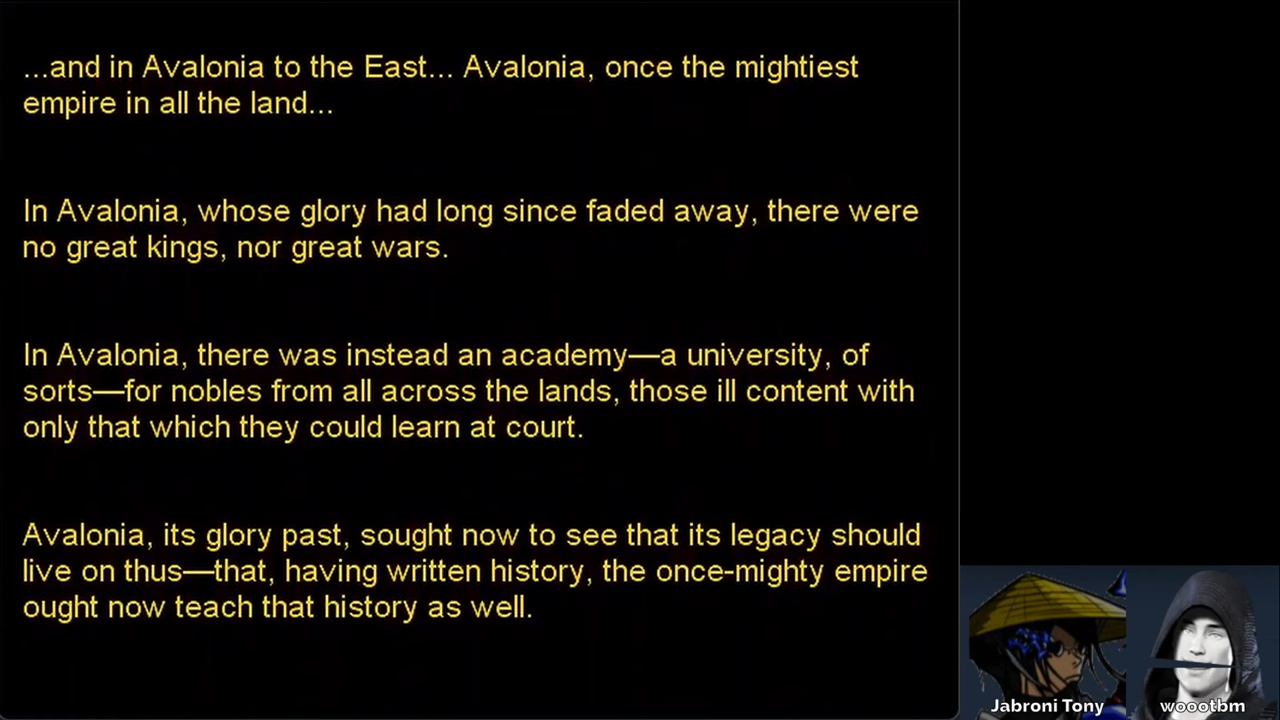 ...and in Avalonia to the East... Avalonia, once the mightiest
empire in all the land...
In Avalonia, whose glory had long since faded away, there were
no great kings, nor great wars.
In Avalonia, there was instead an academy—a university, of
sorts—for nobles from all across the lands, those ill content with
only that which they could learn at court.
Avalonia, its glory past, sought now to see that its legacy should
live on thus—that, having written history, the once-mighty empire
ought now teach that history as well.
Jabroni Tony
woootbm